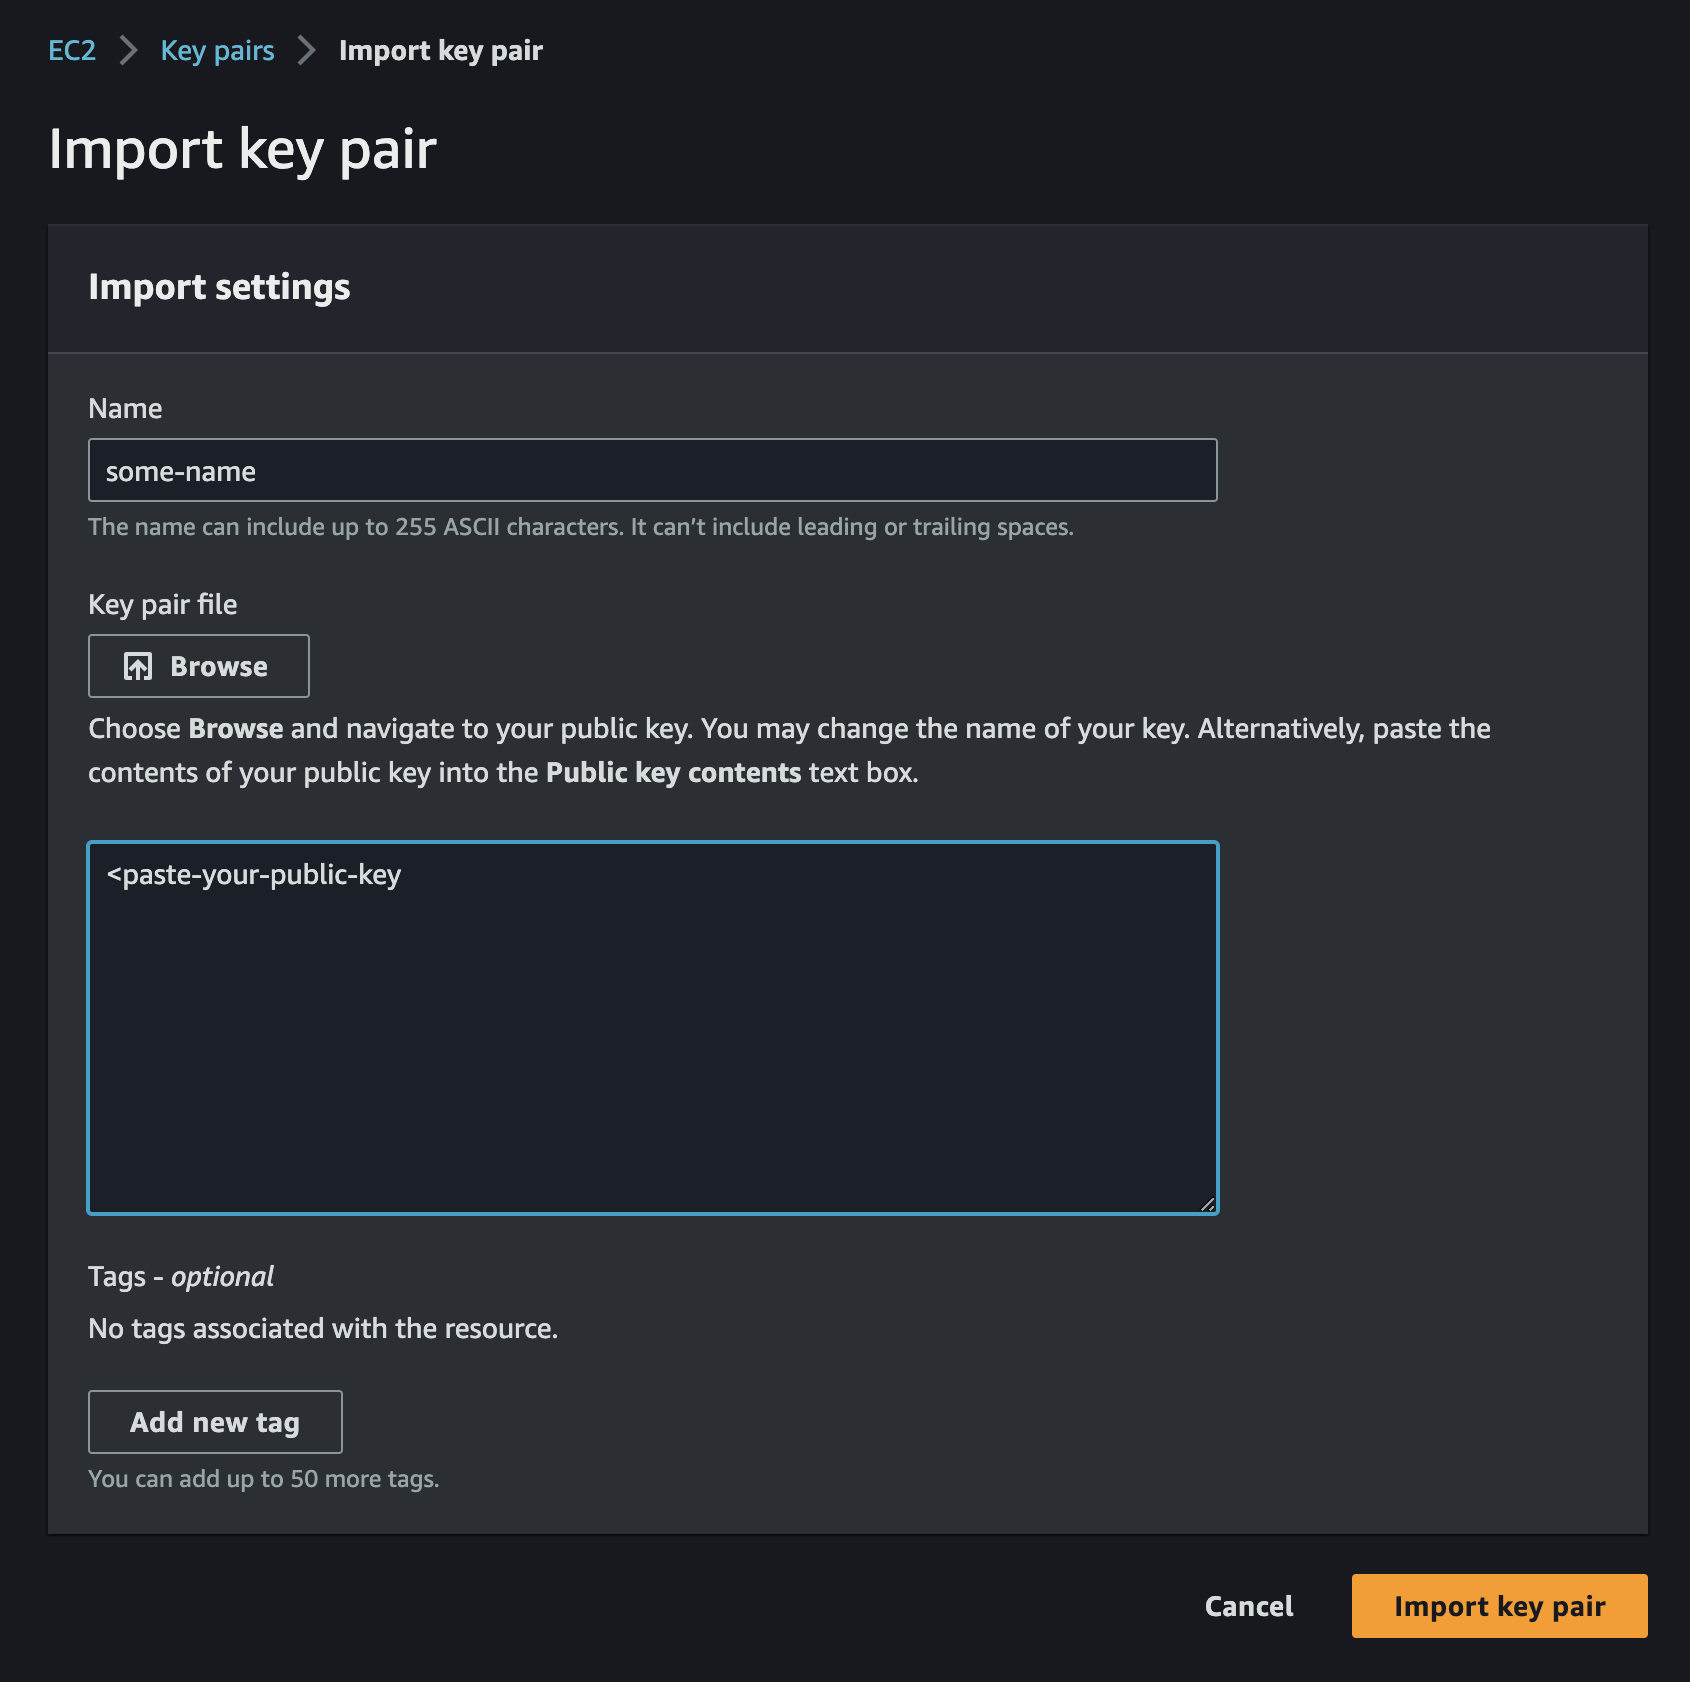 EC2 Key pairs Import key pair
Import key pair
Import settings
Name
some-name
The name can include up to 255 ASCII characters. It can’t include leading or trailing spaces.
Key pair file
Browse
Choose Browse and navigate to your public key. You may change the name of your key. Alternatively, paste the
contents of your public key into the Public key contents text box.
<paste-your-public-key
Tags - optional
No tags associated with the resource.
Add new tag
You can add up to 50 more tags.
Cancel Import key pair